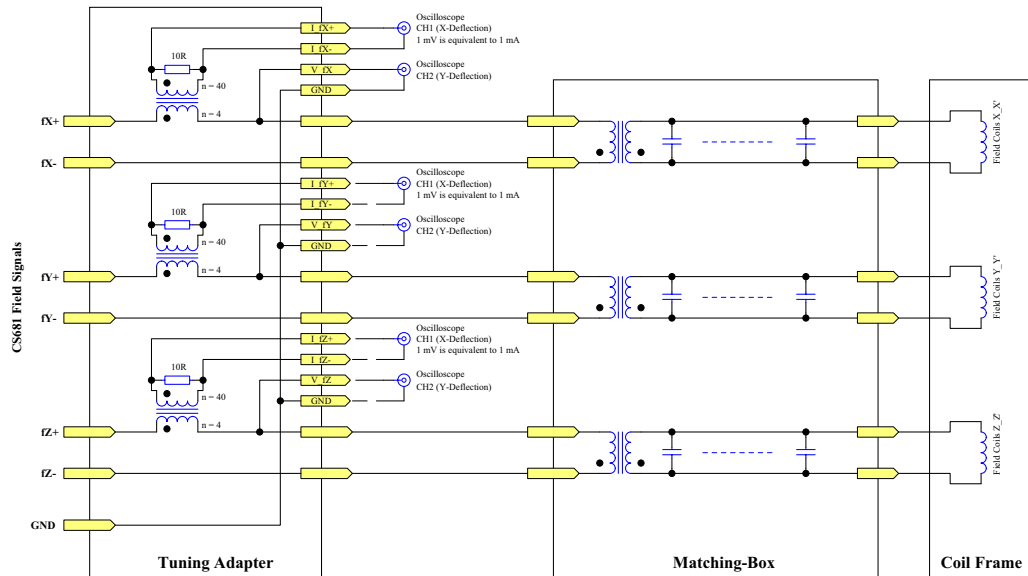 I_fX+
Oscilloscope
CH1 (X-Deflection)
1 mV is equivalent to 1 mA
I_fX-
10R
V_fX
Oscilloscope
CH2 (Y-Deflection)
n = 40
GND
n = 4
fX+
fX-
Field Coils X_X'
I_fY+
Oscilloscope
CH1 (X-Deflection)
1 mV is equivalent to 1 mA
I_fY-
10R
V_fY
Oscilloscope
CH2 (Y-Deflection)
n = 40
GND
n = 4
fY+
fY-
Field Coils Y_Y'
CS681 Field Signals
I_fZ+
Oscilloscope
CH1 (X-Deflection)
1 mV is equivalent to 1 mA
I_fZ-
10R
V_fZ
Oscilloscope
CH2 (Y-Deflection)
n = 40
GND
n = 4
fZ+
fZ-
Field Coils Z_Z'
GND
Tuning Adapter
Matching-Box
Coil Frame